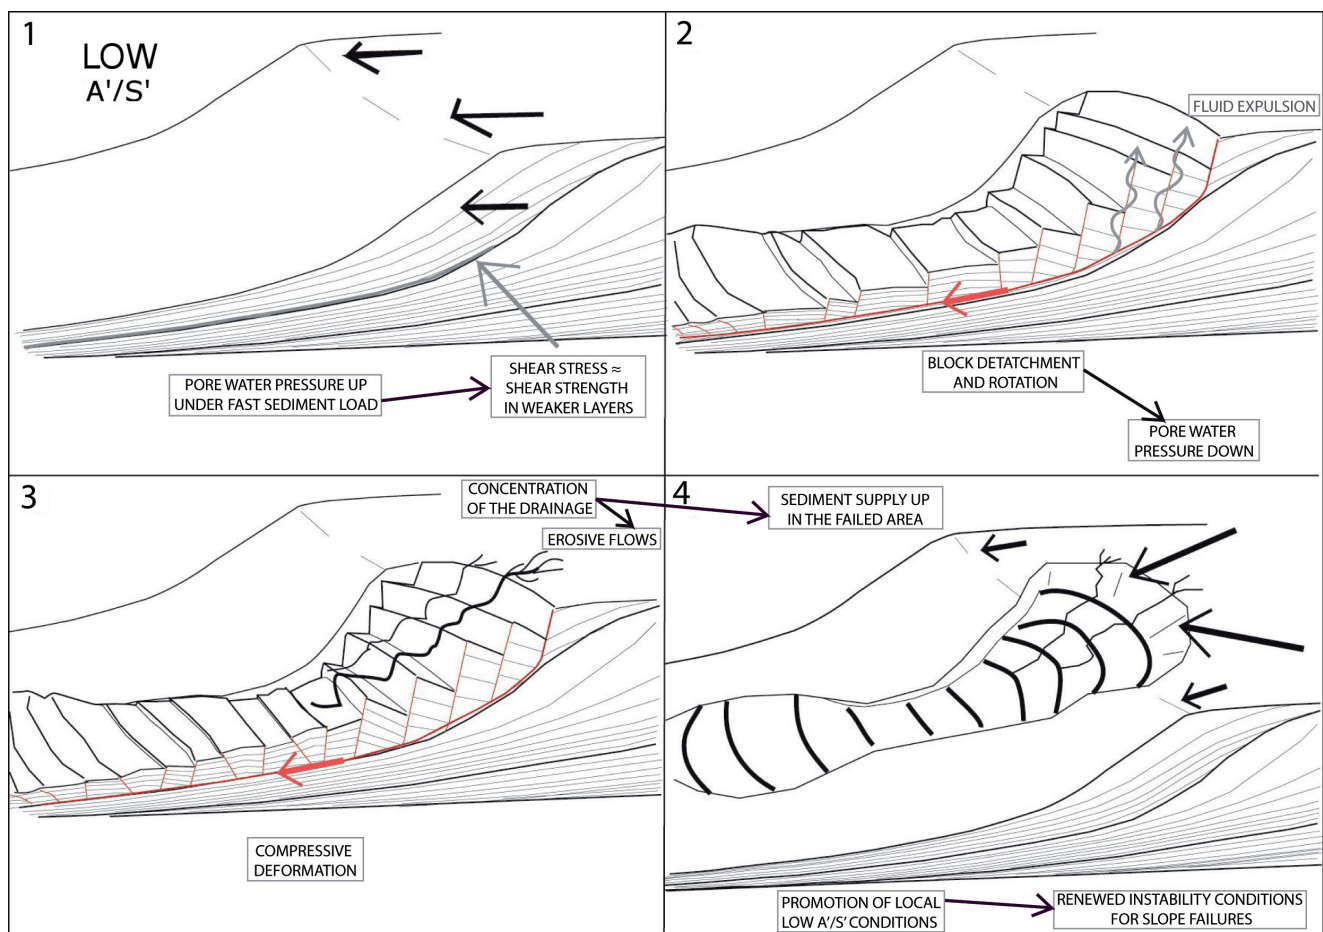 1
LOW
A'/S'
PORE WATER PRESSURE UP
UNDER FAST SEDIMENT LOAD
SHEAR STRESS ≈
SHEAR STRENGTH
IN WEAKER LAYERS
2
FLUID EXPULSION
BLOCK DETATCHMENT
AND ROTATION
PORE WATER
PRESSURE DOWN
3
CONCENTRATION
OF THE DRAINAGE
EROSIVE FLOWS
COMPRESSIVE
DEFORMATION
4
SEDIMENT SUPPLY UP
IN THE FAILED AREA
PROMOTION OF LOCAL
LOW A'/S' CONDITIONS
RENEWED INSTABILITY CONDITIONS
FOR SLOPE FAILURES